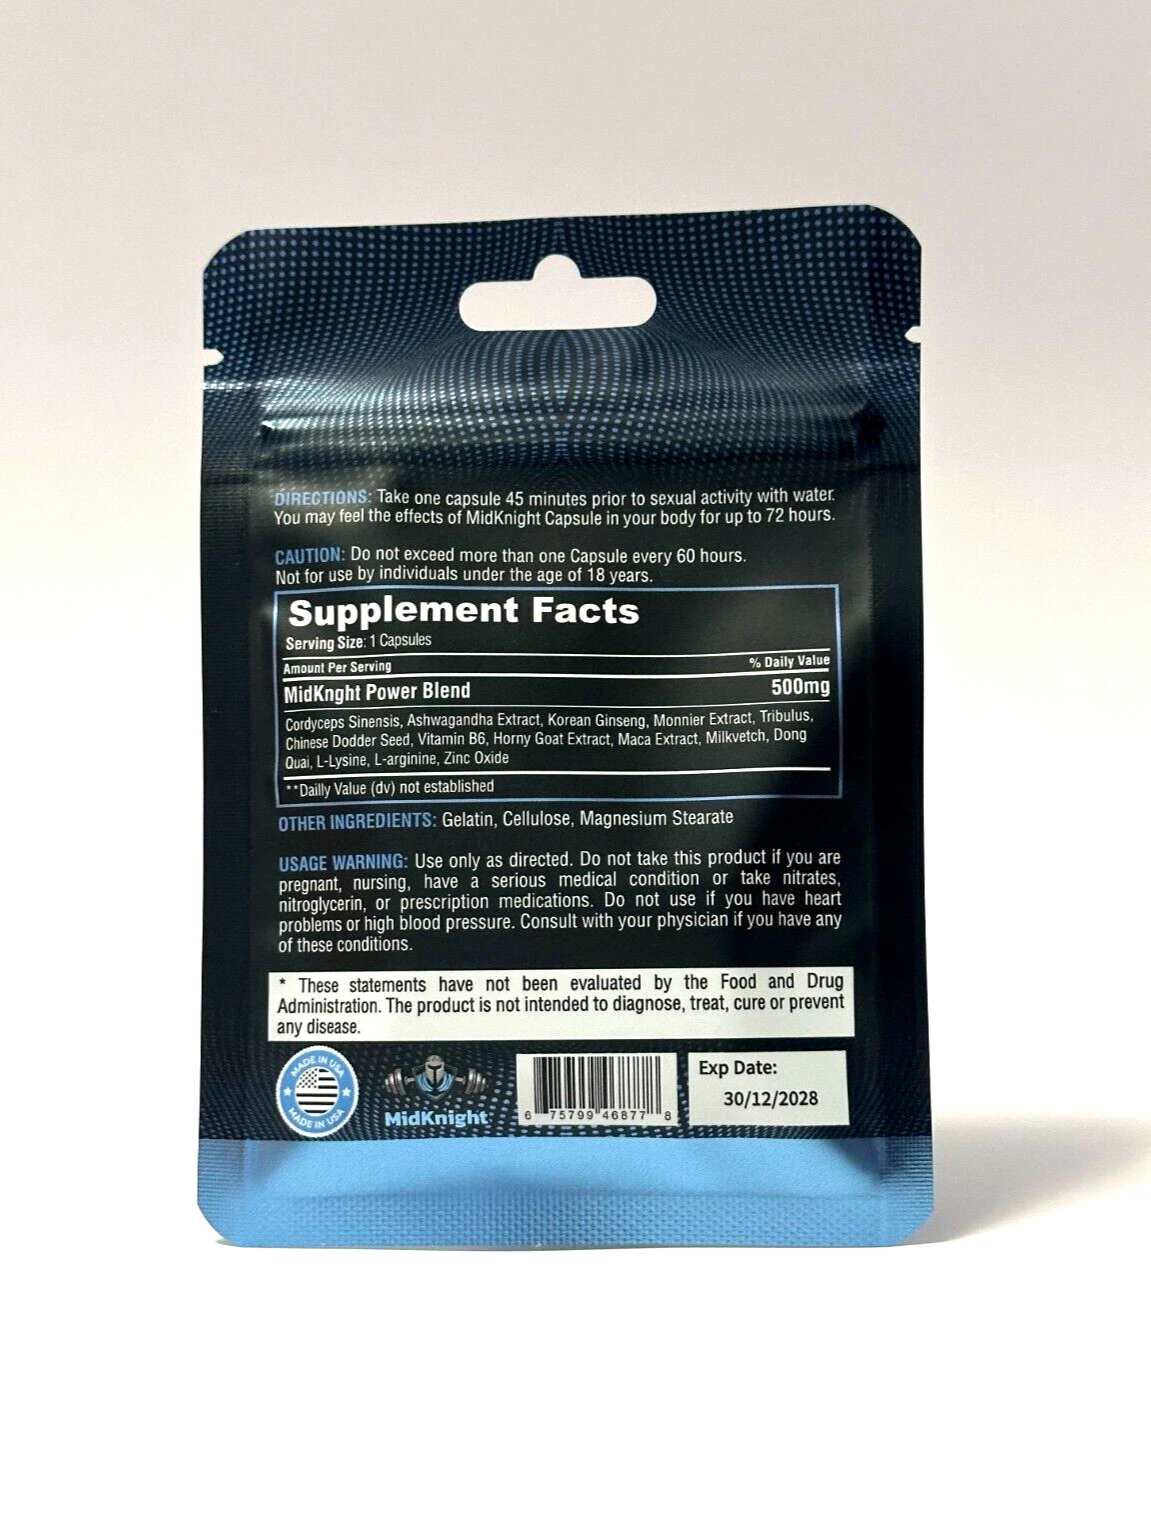 DIRECTIONS: Take one capsule 45 minutes prior to sexual activity with water.
You may feel the effects of MidKnight Capsule in your body for up to 72 hours.
CAUTION: Do not exceed more than one Capsule every 60 hours.
Not for use by individuals under the age of 18 years.
Supplement Facts
Serving Size: 1 Capsules
Amount Per Serving % Daily Value
MidKnght Power Blend 500mg
Cordyceps Sinensis, Ashwagandha Extract, Korean Ginseng, Monnier Extract, Tribulus,
Chinese Dodder Seed, Vitamin B6, Horny Goat Extract, Maca Extract, Milkvetch, Dong
Quai, L-Lysine, L-arginine, Zinc Oxide
**Dailly Value (dv) not established
OTHER INGREDIENTS: Gelatin, Cellulose, Magnesium Stearate
USAGE WARNING: Use only as directed. Do not take this product if you are
pregnant, nursing, have a serious medical condition or take nitrates,
nitroglycerin, or prescription medications. Do not use if you have heart
problems or high blood pressure. Consult with your physician if you have any
of these conditions.
* These statements have not been evaluated by the Food and Drug
Administration. The product is not intended to diagnose, treat, cure or prevent
any disease.
MADE IN USA
MADE IN USA
MidKnight
6 75799 46877 8
Exp Date:
30/12/2028